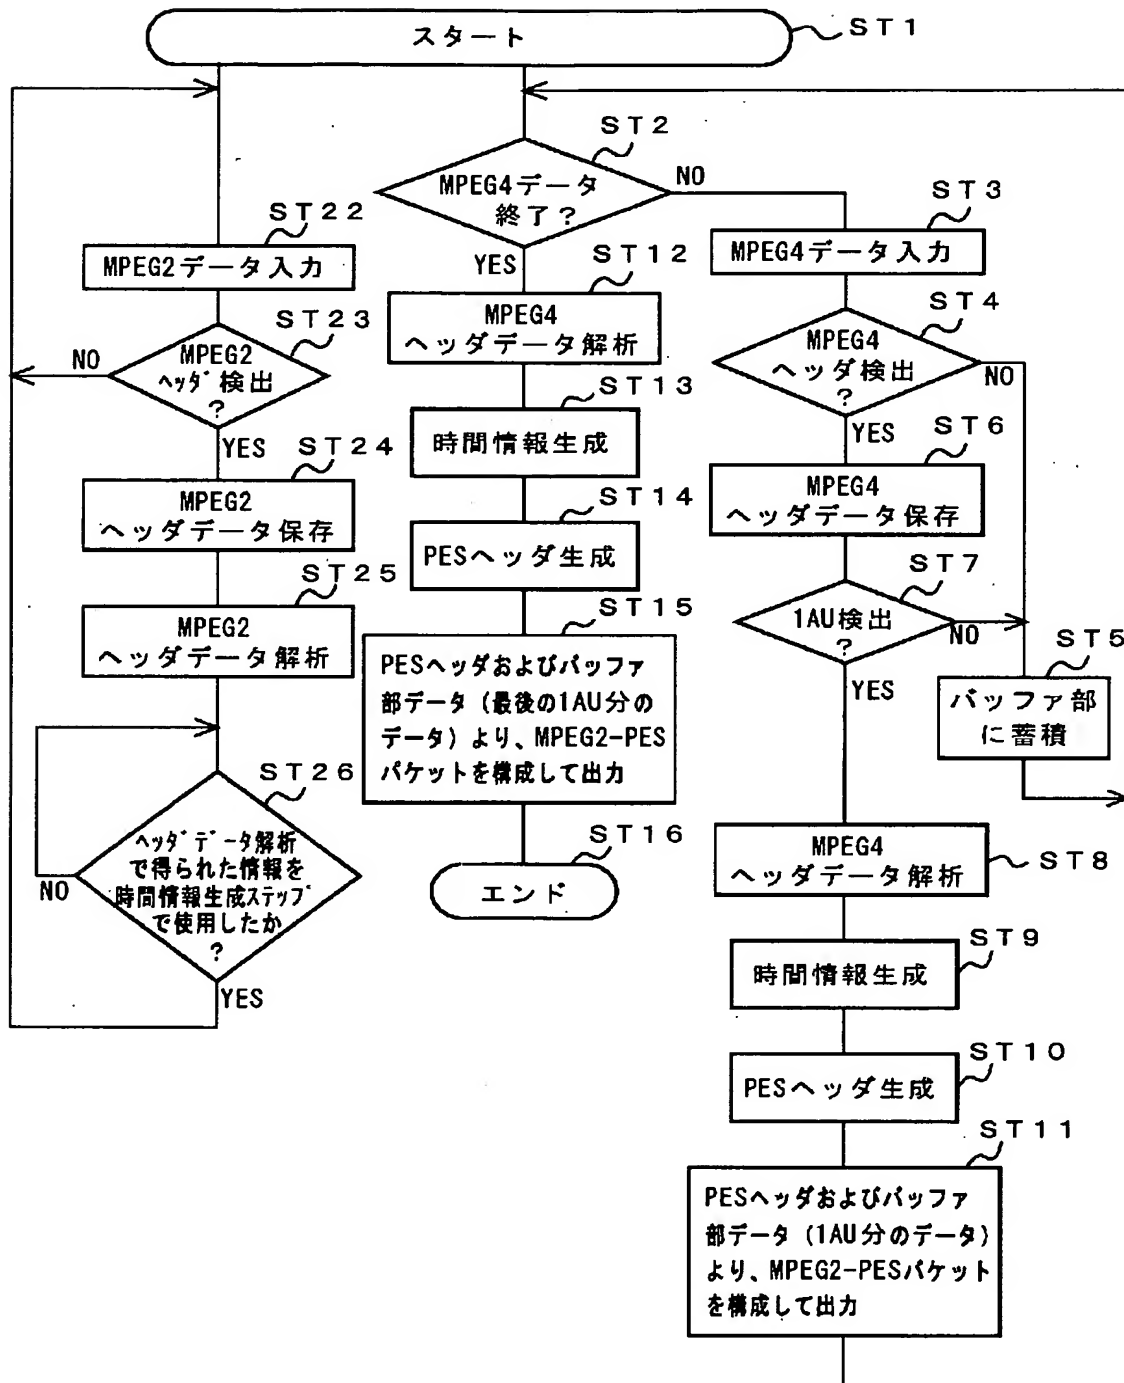 スタート
ST1
ST2
MPEG4データ
終了?
NO
YES
ST22
MPEG2データ入力
ST23
MPEG2
ヘッダ検出
?
NO
YES
ST24
MPEG2
ヘッダデータ保存
ST25
MPEG2
ヘッダデータ解析
ST26
ヘッダデータ解析
で得られた情報を
時間情報生成ステップ
で使用したか
?
NO
YES
ST12
MPEG4
ヘッダデータ解析
ST13
時間情報生成
ST14
PESヘッダ生成
ST15
PESヘッダおよびバッファ
部データ(最後の1AU分の
データ)より、MPEG2-PES
パケットを構成して出力
ST16
エンド
ST3
MPEG4データ入力
ST4
MPEG4
ヘッダ検出
?
NO
YES
ST6
MPEG4
ヘッダデータ保存
ST7
1AU検出
?
NO
YES
ST5
バッファ部
に蓄積
MPEG4
ヘッダデータ解析
ST8
ST9
時間情報生成
ST10
PESヘッダ生成
ST11
PESヘッダおよびバッファ
部データ(1AU分のデータ)
より、MPEG2-PESパケット
を構成して出力